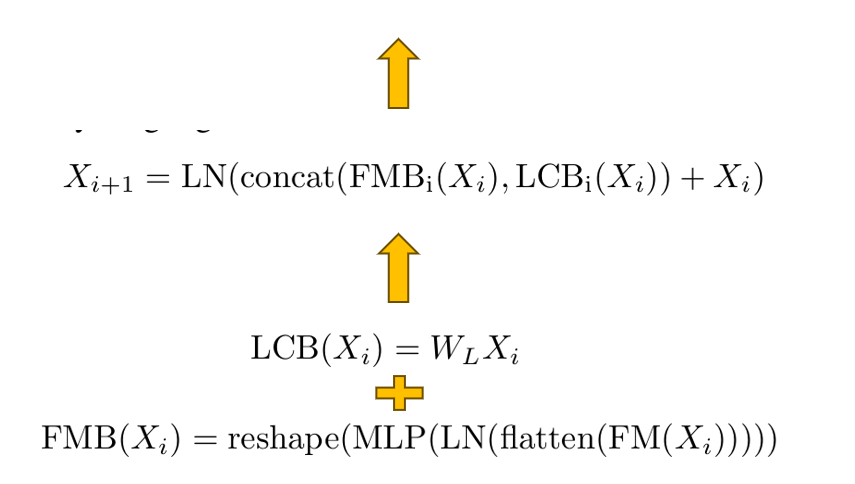 X_{i+1} = LN(concat(FMB_i(X_i), LCB_i(X_i)) + X_i)
LCB(X_i) = W_L X_i
FMB(X_i) = reshape(MLP(LN(flatten(FM(X_i)))))